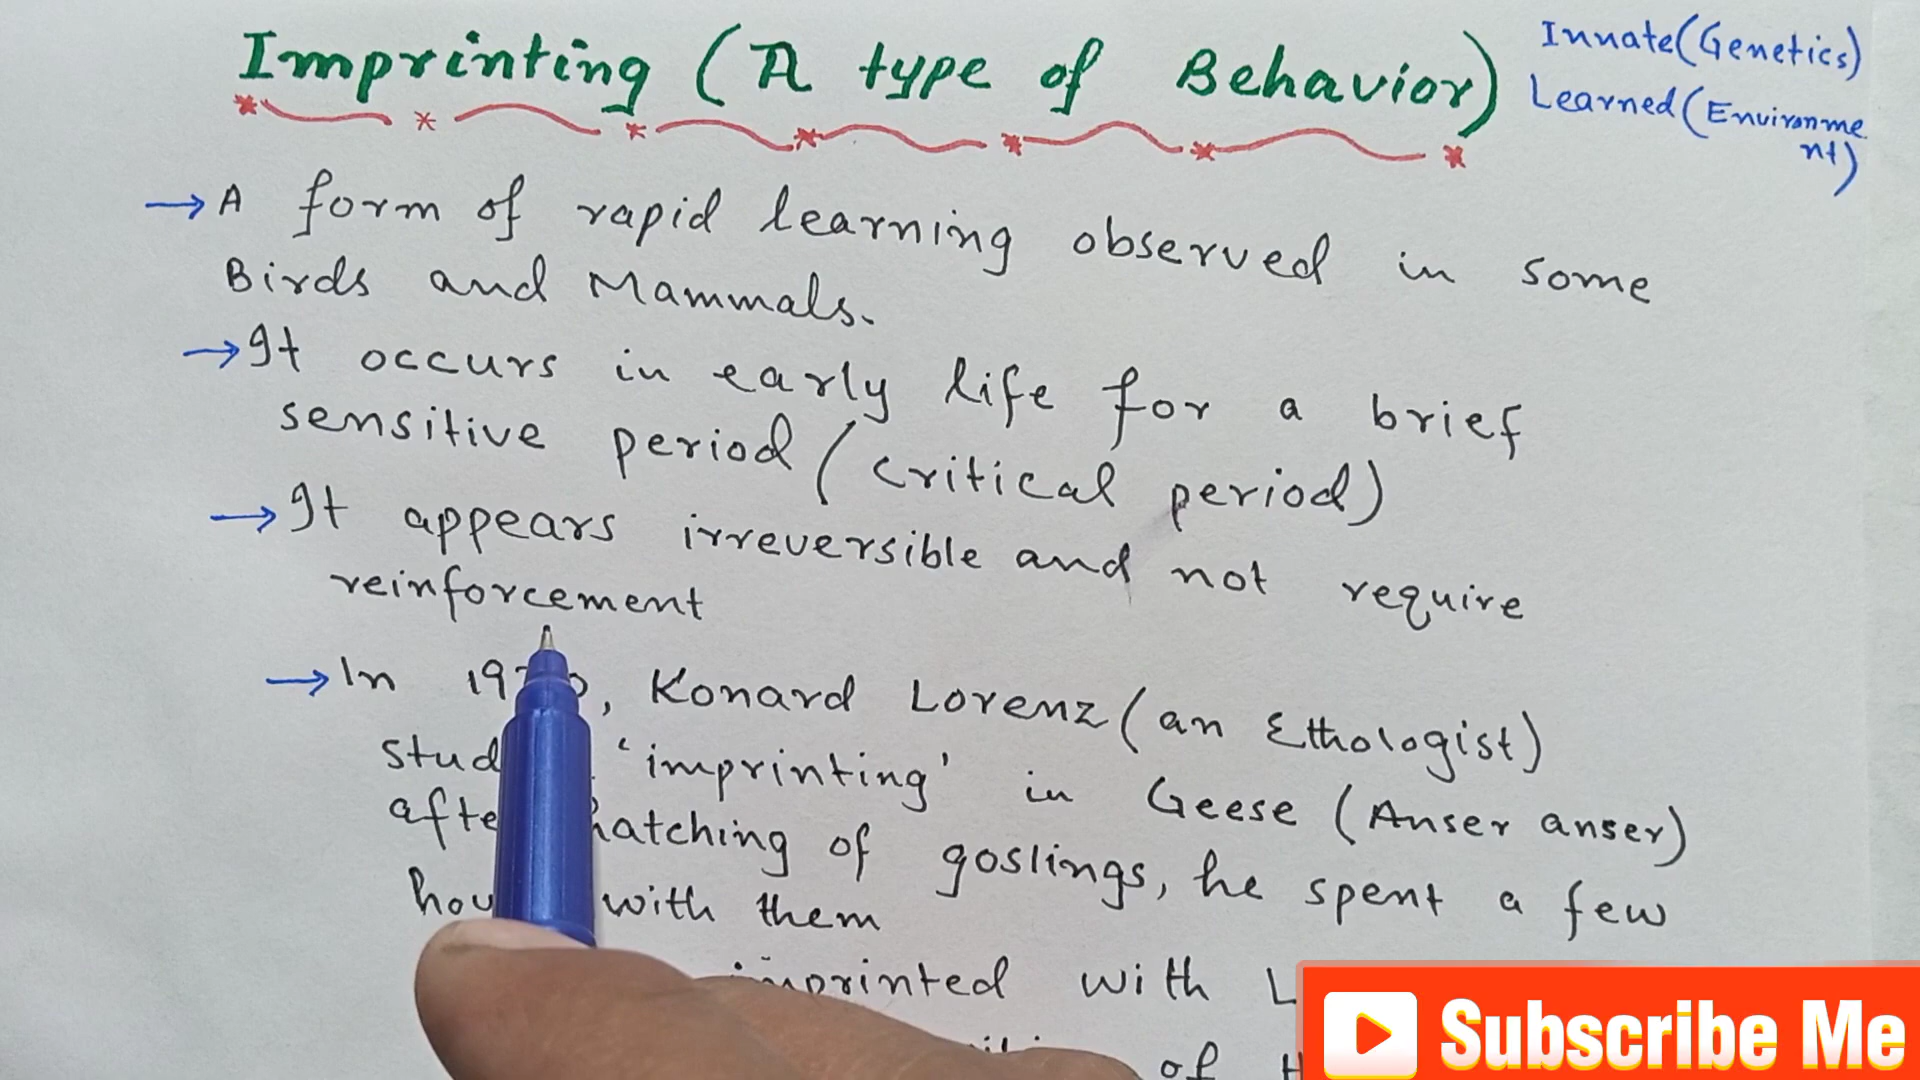 Imprinting (A type of Behavior)
Innate (Genetics)
Learned (Environme
nt)
→ A form of rapid learning observed in some
Birds and Mammals.
→ It occurs in early life for a brief
sensitive period (critical period)
→ It appears irreversible and not require
reinforcement
→ In , Konard Lorenz (an Ethologist)
'imprinting' in Geese (Anser anser)
hatching of goslings, he spent a few
with them
imprinted with
of
Subscribe Me